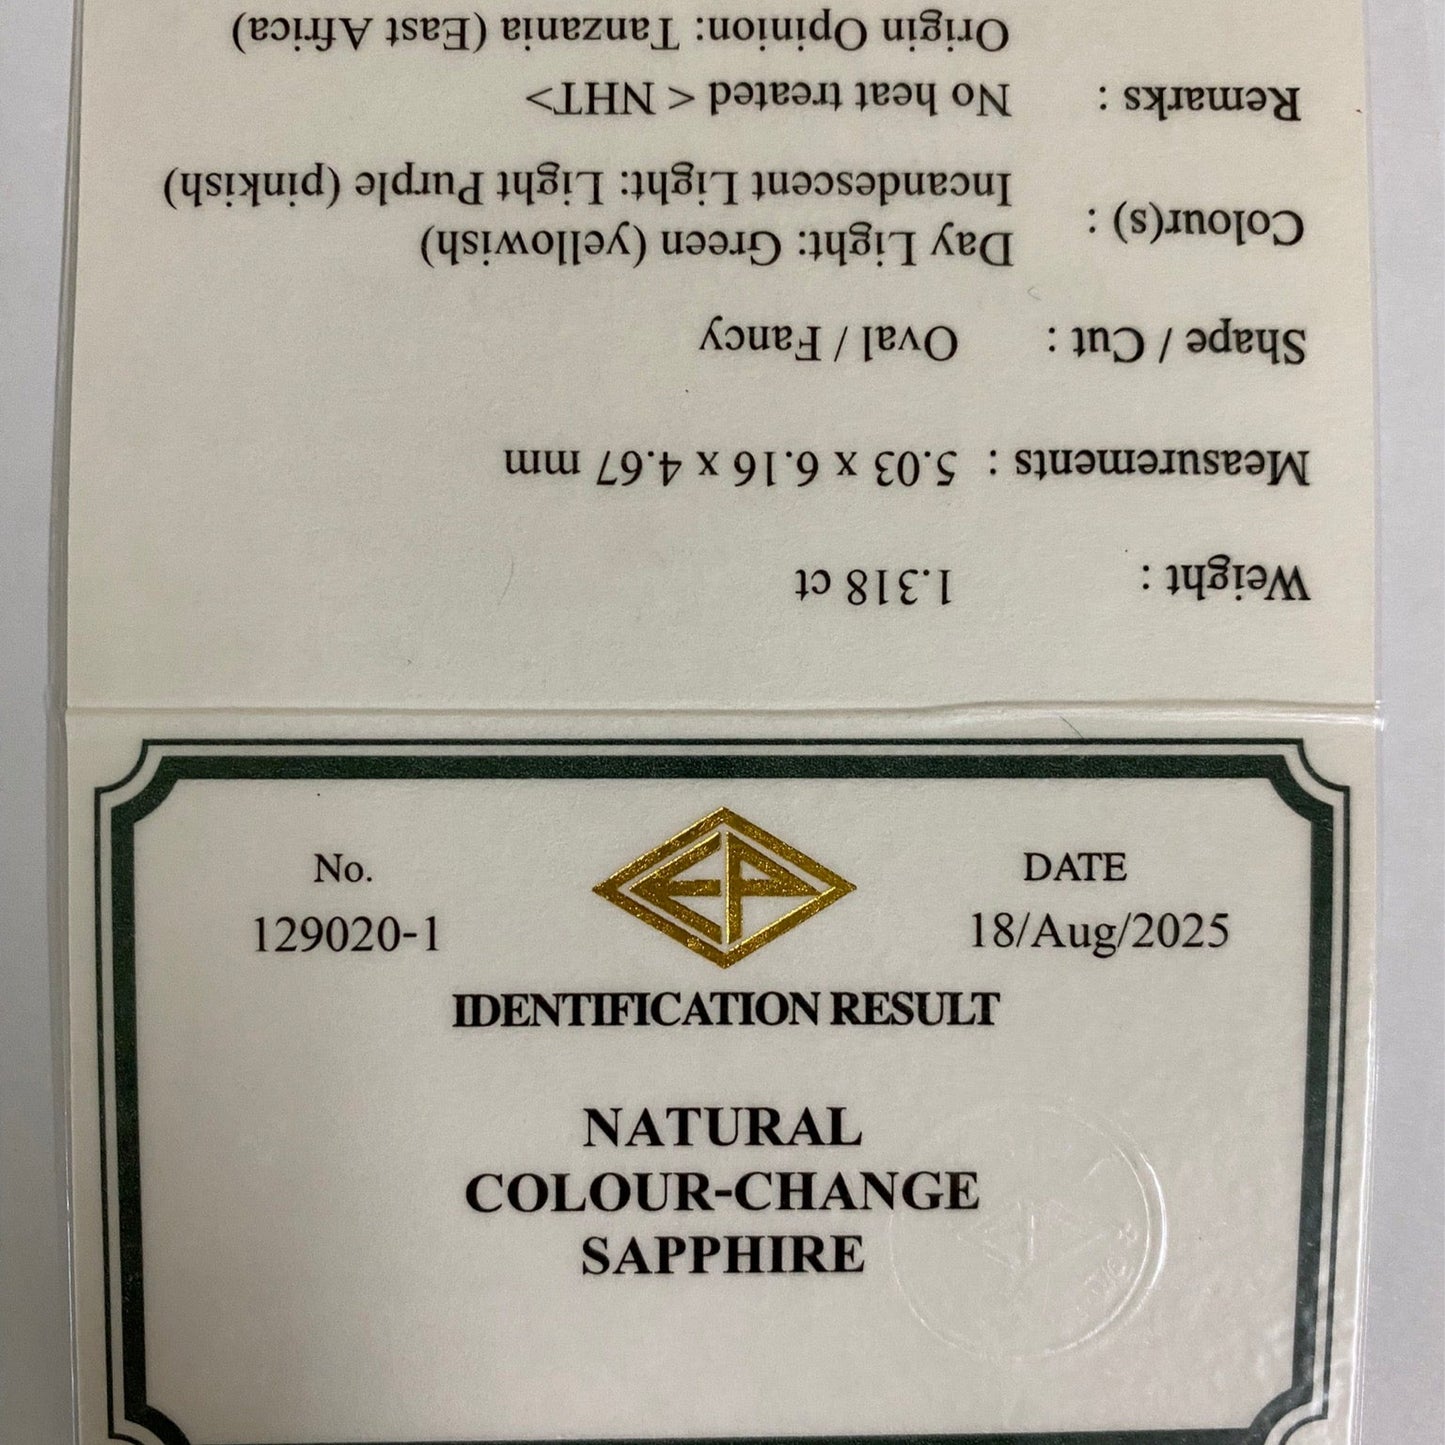 No.
129020-1
EP
DATE
18/Aug/2025
IDENTIFICATION RESULT
NATURAL
COLOUR-CHANGE
SAPPHIRE
Weight : 1.318 ct
Measurements : 5.03 x 6.16 x 4.67 mm
Shape / Cut : Oval / Fancy
Colour(s) : Day Light: Green (yellowish)
Incandescent Light: Light Purple (pinkish)
Remarks : No heat treated < NHT>
Origin Opinion: Tanzania (East Africa)